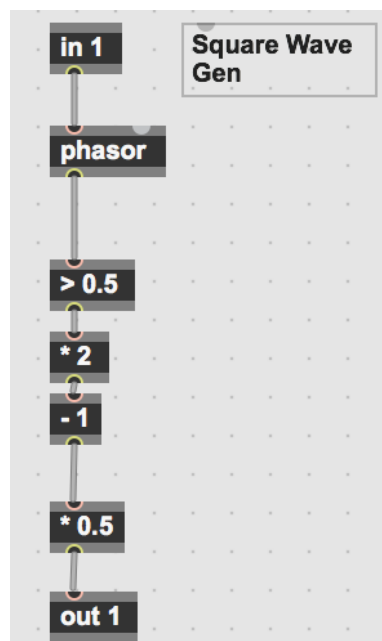 in 1
Square Wave
Gen
phasor
> 0.5
* 2
- 1
* 0.5
out 1